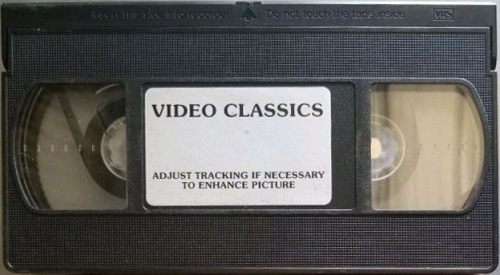 Insert this side into recorder Do not touch the tape inside VHS
VIDEO CLASSICS
ADJUST TRACKING IF NECESSARY
TO ENHANCE PICTURE